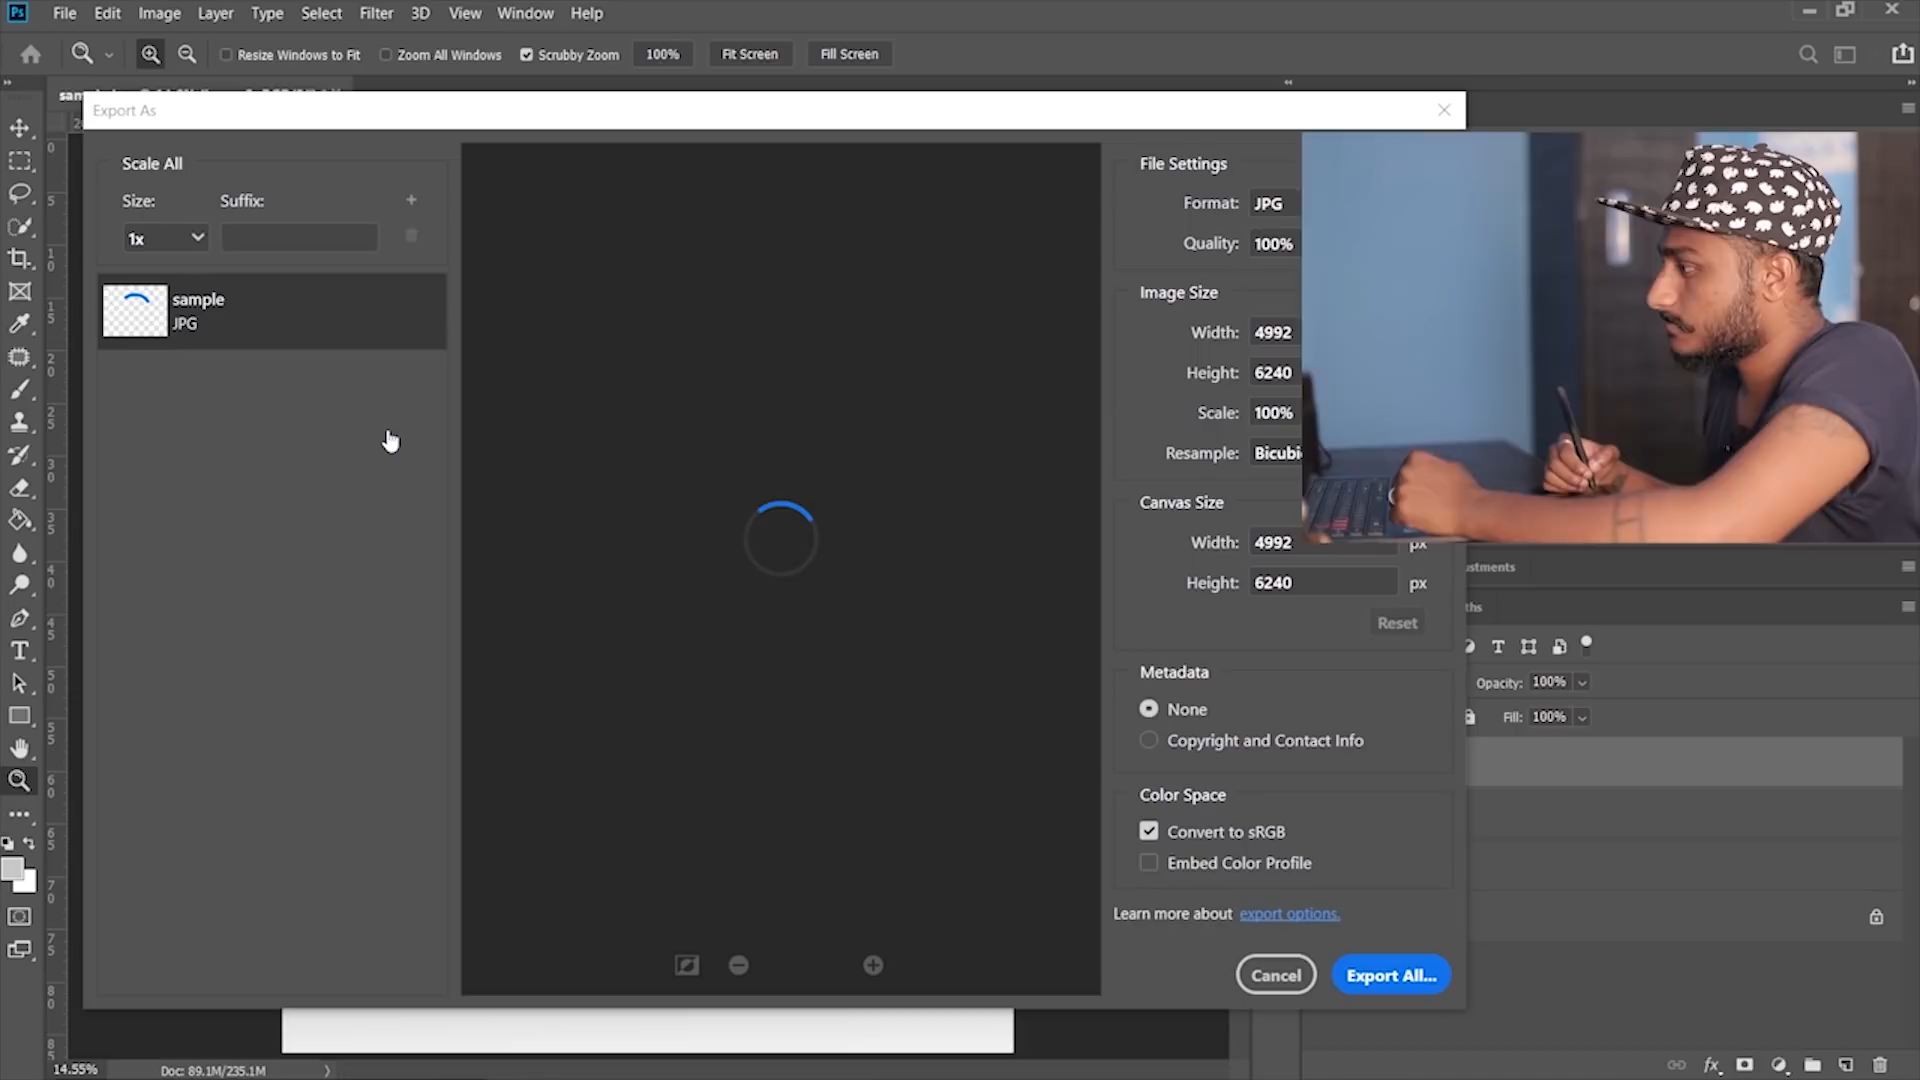 Ps File Edit Image Layer Type Select Filter 3D View Window Help
Resize Windows to Fit Zoom All Windows Scrubby Zoom 100% Fit Screen Fill Screen
Export As
Scale All
Size: Suffix:
1x
sample
JPG
File Settings
Format: JPG
Quality: 100%
Image Size
Width: 4992
Height: 6240
Scale: 100%
Resample: Bicubi
Canvas Size
Width: 4992 px
Height: 6240 px
Reset
Metadata
None
Copyright and Contact Info
Color Space
Convert to sRGB
Embed Color Profile
Learn more about export options.
Cancel Export All...
ustments
ths
Opacity: 100%
Fill: 100%
14.55% Doc: 89.1M/235.1M